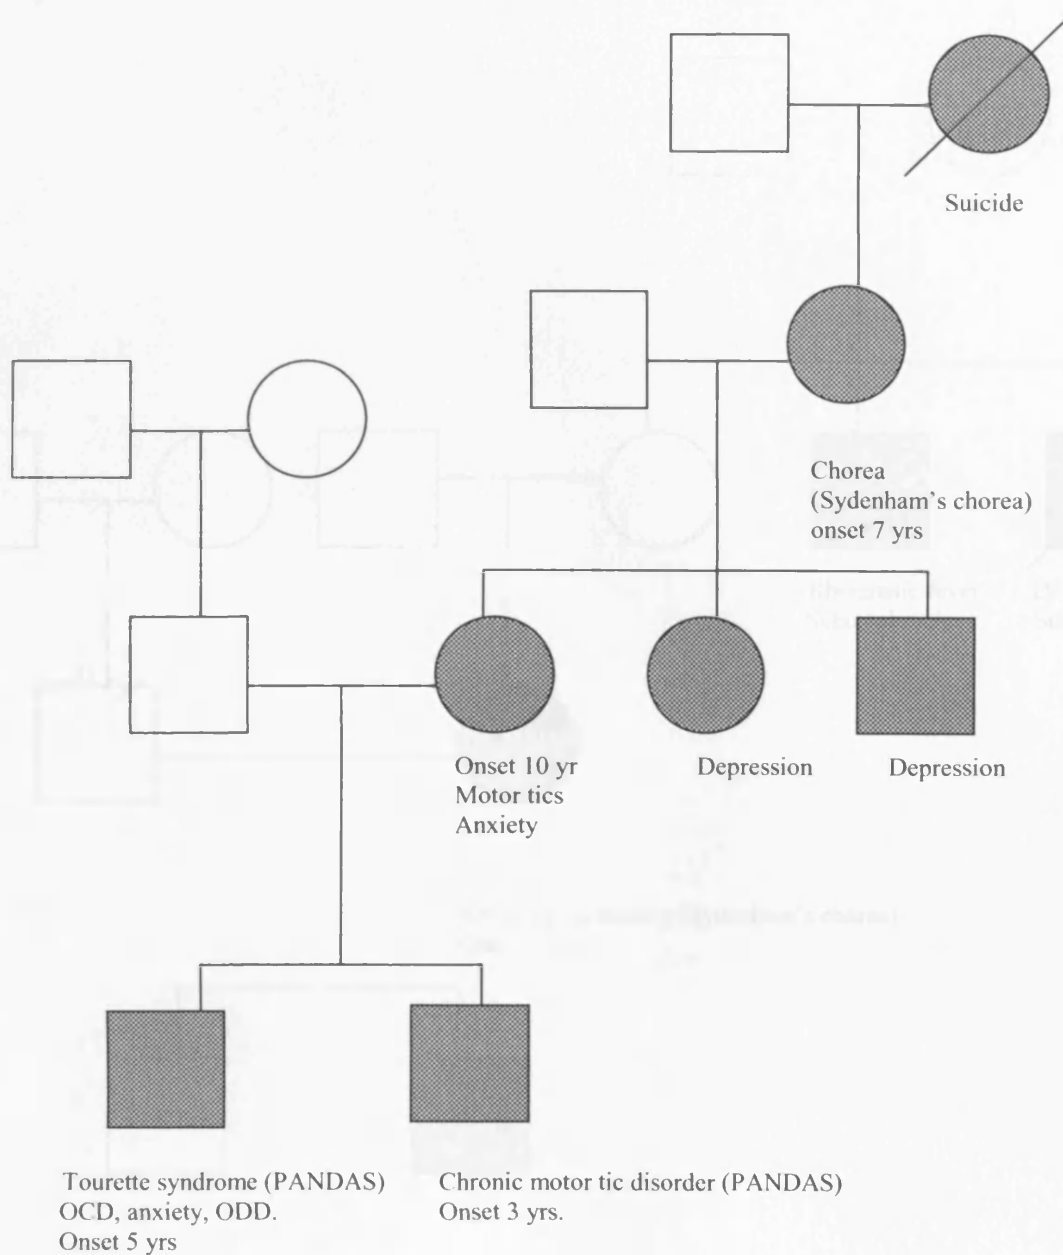 Suicide
Chorea
(Sydenham's chorea)
onset 7 yrs
Onset 10 yr
Motor tics
Anxiety
Depression
Depression
Tourette syndrome (PANDAS)
OCD, anxiety, ODD.
Onset 5 yrs
Chronic motor tic disorder (PANDAS)
Onset 3 yrs.